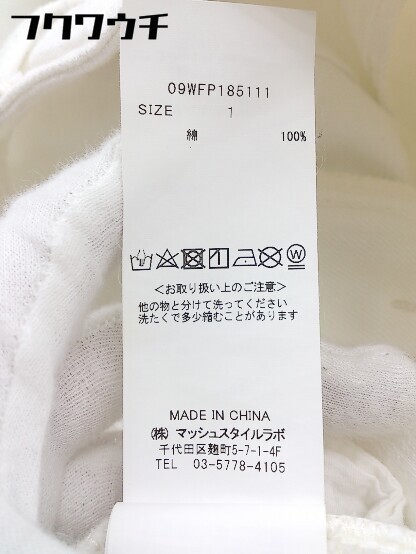 フクワウチ
09WFP185111
SIZE 1
綿 100%
W
<お取り扱い上のご注意>
他の物と分けて洗ってください
洗たくで多少縮むことがあります
MADE IN CHINA
㈱ マッシュスタイルラボ
千代田区麹町5-7-1-4F
TEL 03-5778-4105